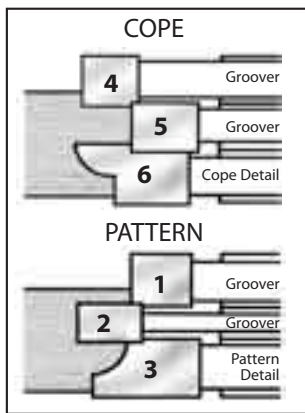 COPE
4 Groover
5 Groover
6 Cope Detail
PATTERN
1 Groover
2 Groover
3 Pattern
Detail